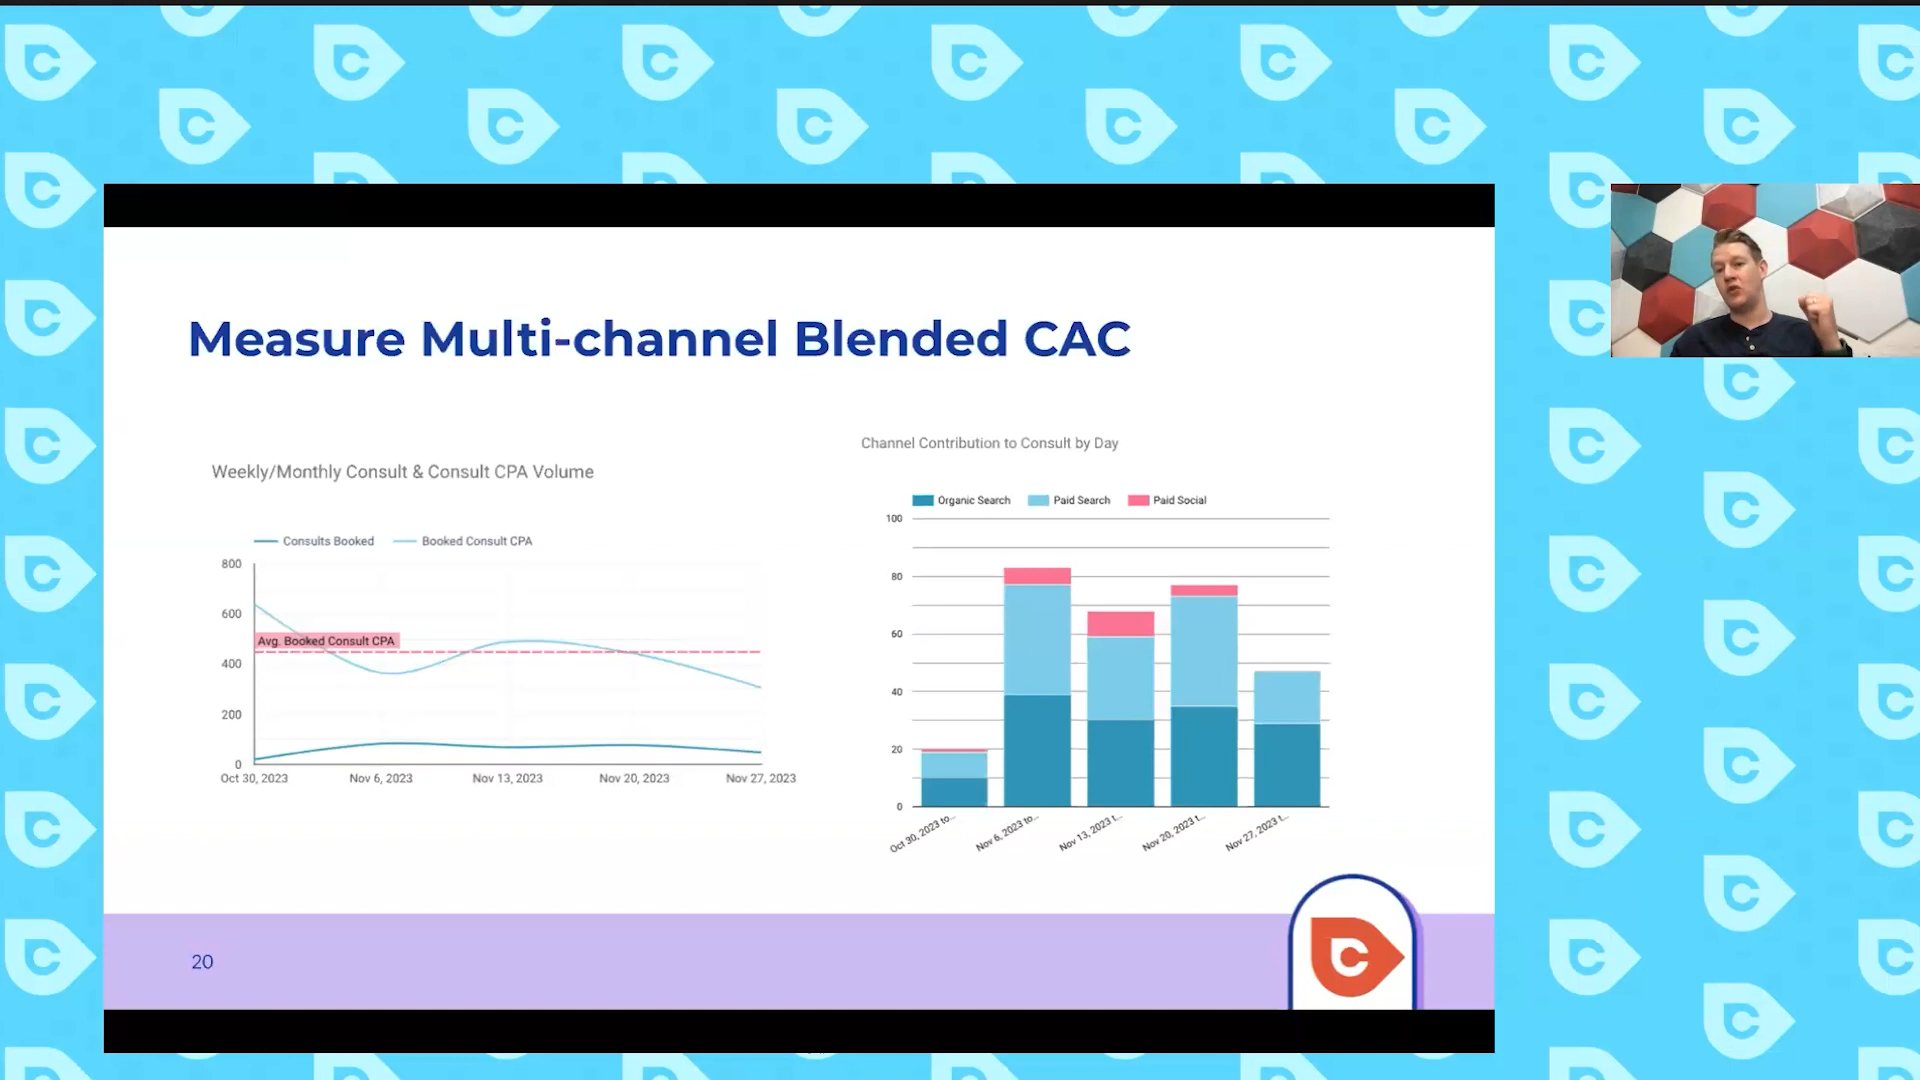 Measure Multi-channel Blended CAC
Weekly/Monthly Consult & Consult CPA Volume
Consults Booked
Booked Consult CPA
800
600
400
200
0
Avg. Booked Consult CPA
Oct 30, 2023
Nov 6, 2023
Nov 13, 2023
Nov 20, 2023
Nov 27, 2023
Channel Contribution to Consult by Day
Organic Search
Paid Search
Paid Social
100
80
60
40
20
0
Oct 30, 2023 to...
Nov 6, 2023 to...
Nov 13, 2023 t...
Nov 20, 2023 t...
Nov 27, 2023 t...
20
C